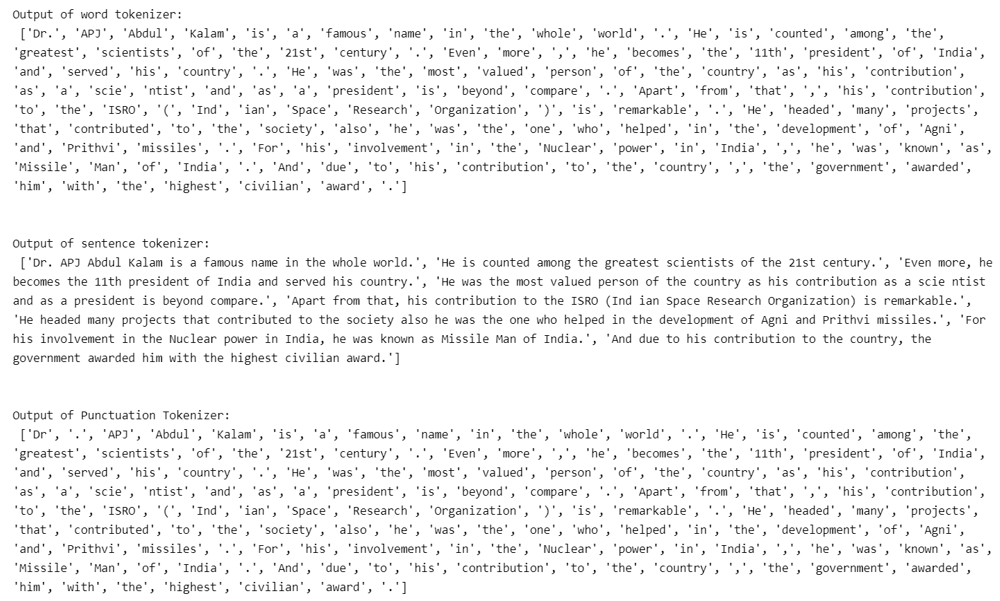 Output of word tokenizer:
['Dr.', 'APJ', 'Abdul', 'Kalam', 'is', 'a', 'famous', 'name', 'in', 'the', 'whole', 'world', '.', 'He', 'is', 'counted', 'among', 'the',
'greatest', 'scientists', 'of', 'the', '21st', 'century', '.', 'Even', 'more', ',', 'he', 'becomes', 'the', '11th', 'president', 'of', 'India',
'and', 'served', 'his', 'country', '.', 'He', 'was', 'the', 'most', 'valued', 'person', 'of', 'the', 'country', 'as', 'his', 'contribution',
'as', 'a', 'scie', 'ntist', 'and', 'as', 'a', 'president', 'is', 'beyond', 'compare', '.', 'Apart', 'from', 'that', ',', 'his', 'contribution',
'to', 'the', 'ISRO', '(', 'Ind', 'ian', 'Space', 'Research', 'Organization', ')', 'is', 'remarkable', '.', 'He', 'headed', 'many', 'projects',
'that', 'contributed', 'to', 'the', 'society', 'also', 'he', 'was', 'the', 'one', 'who', 'helped', 'in', 'the', 'development', 'of', 'Agni',
'and', 'Prithvi', 'missiles', '.', 'For', 'his', 'involvement', 'in', 'the', 'Nuclear', 'power', 'in', 'India', ',', 'he', 'was', 'known', 'as',
'Missile', 'Man', 'of', 'India', '.', 'And', 'due', 'to', 'his', 'contribution', 'to', 'the', 'country', ',', 'the', 'government', 'awarded',
'him', 'with', 'the', 'highest', 'civilian', 'award', '.']
Output of sentence tokenizer:
['Dr. APJ Abdul Kalam is a famous name in the whole world.', 'He is counted among the greatest scientists of the 21st century.', 'Even more, he
becomes the 11th president of India and served his country.', 'He was the most valued person of the country as his contribution as a scie ntist
and as a president is beyond compare.', 'Apart from that, his contribution to the ISRO (Ind ian Space Research Organization) is remarkable.',
'He headed many projects that contributed to the society also he was the one who helped in the development of Agni and Prithvi missiles.', 'For
his involvement in the Nuclear power in India, he was known as Missile Man of India.', 'And due to his contribution to the country, the
government awarded him with the highest civilian award.']
Output of Punctuation Tokenizer:
['Dr', '.', 'APJ', 'Abdul', 'Kalam', 'is', 'a', 'famous', 'name', 'in', 'the', 'whole', 'world', '.', 'He', 'is', 'counted', 'among', 'the',
'greatest', 'scientists', 'of', 'the', '21st', 'century', '.', 'Even', 'more', ',', 'he', 'becomes', 'the', '11th', 'president', 'of', 'India',
'and', 'served', 'his', 'country', '.', 'He', 'was', 'the', 'most', 'valued', 'person', 'of', 'the', 'country', 'as', 'his', 'contribution',
'as', 'a', 'scie', 'ntist', 'and', 'as', 'a', 'president', 'is', 'beyond', 'compare', '.', 'Apart', 'from', 'that', ',', 'his', 'contribution',
'to', 'the', 'ISRO', '(', 'Ind', 'ian', 'Space', 'Research', 'Organization', ')', 'is', 'remarkable', '.', 'He', 'headed', 'many', 'projects',
'that', 'contributed', 'to', 'the', 'society', 'also', 'he', 'was', 'the', 'one', 'who', 'helped', 'in', 'the', 'development', 'of', 'Agni',
'and', 'Prithvi', 'missiles', '.', 'For', 'his', 'involvement', 'in', 'the', 'Nuclear', 'power', 'in', 'India', ',', 'he', 'was', 'known', 'as',
'Missile', 'Man', 'of', 'India', '.', 'And', 'due', 'to', 'his', 'contribution', 'to', 'the', 'country', ',', 'the', 'government', 'awarded',
'him', 'with', 'the', 'highest', 'civilian', 'award', '.']